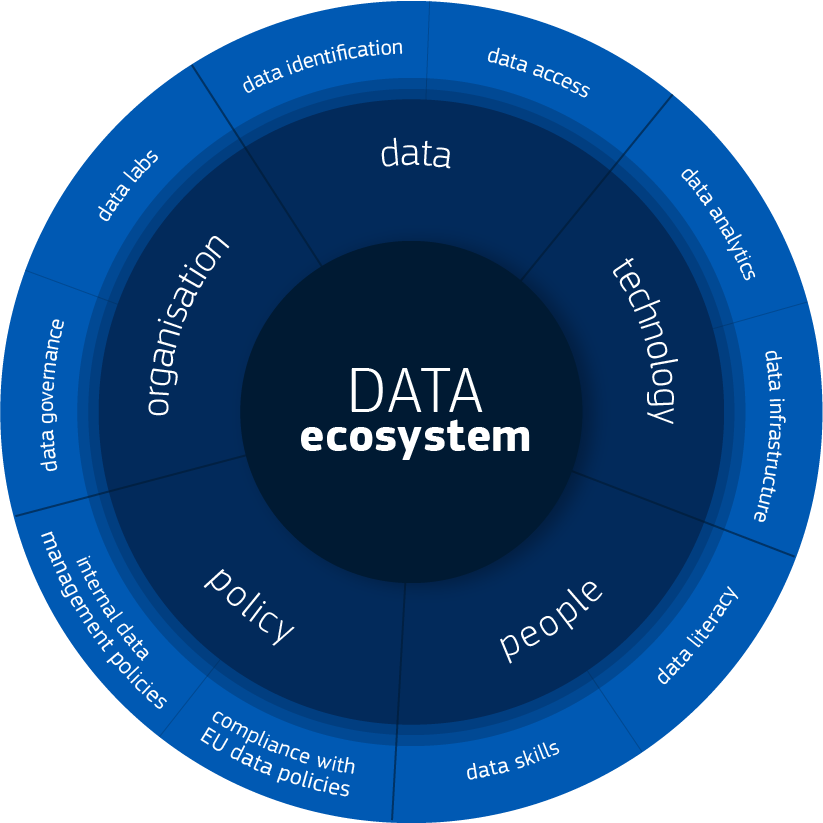 DATA
ecosystem
data
data identification
data access
technology
data analytics
data infrastructure
people
data literacy
data skills
policy
compliance with
EU data policies
internal data
management policies
organisation
data governance
data labs